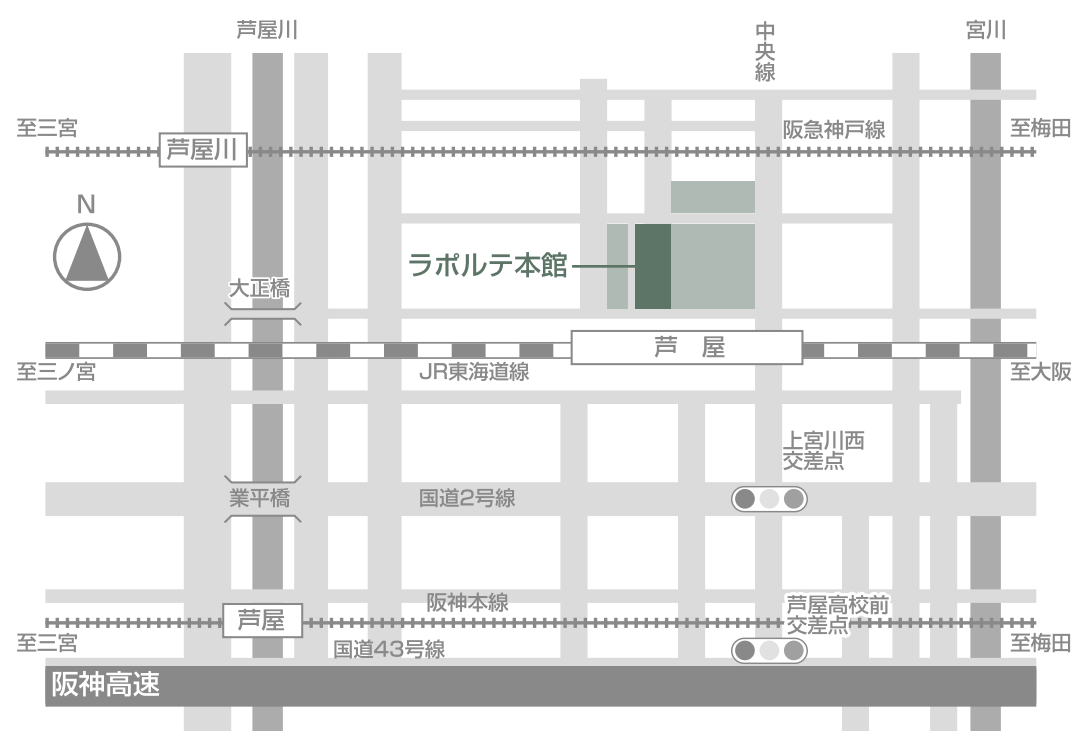 芦屋川
中央線
宮川
至三宮
阪急神戸線
至梅田
芦屋川
N
ラポルテ本館
大正橋
芦 屋
至三ノ宮
JR東海道線
至大阪
上宮川西
交差点
業平橋
国道2号線
阪神本線
芦屋高校前
交差点
芦屋
至三宮
国道43号線
至梅田
阪神高速